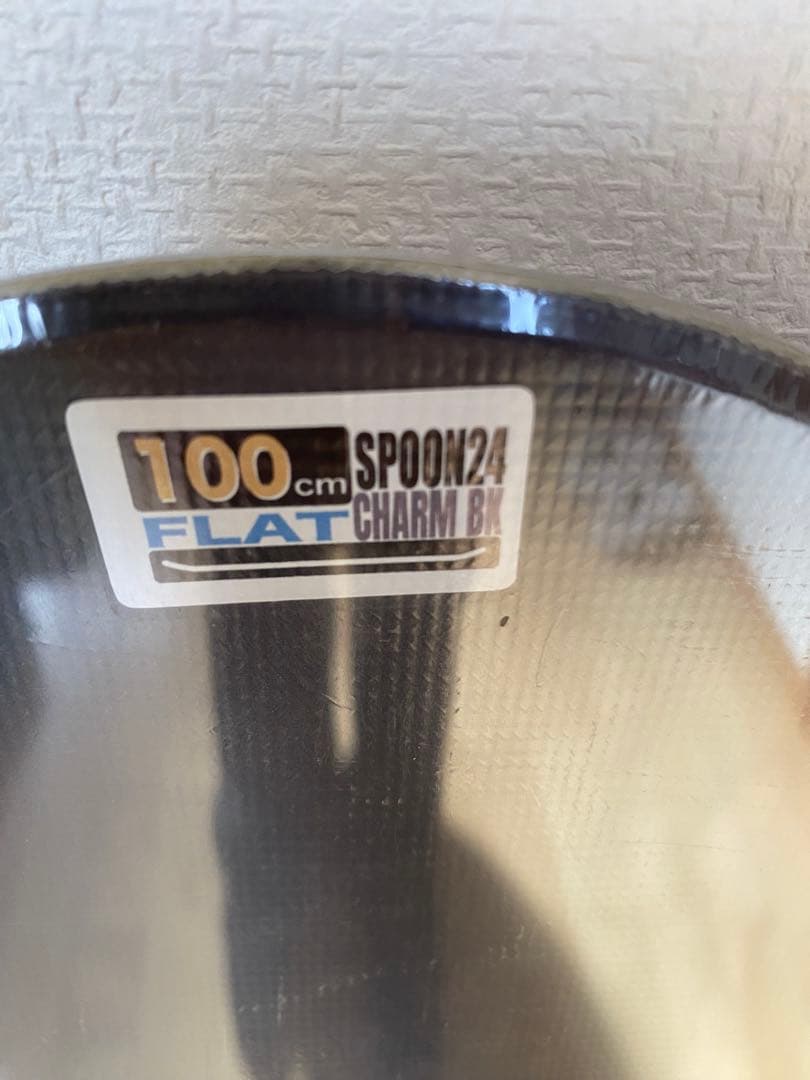 100cm SPOON24
FLAT CHARM BK